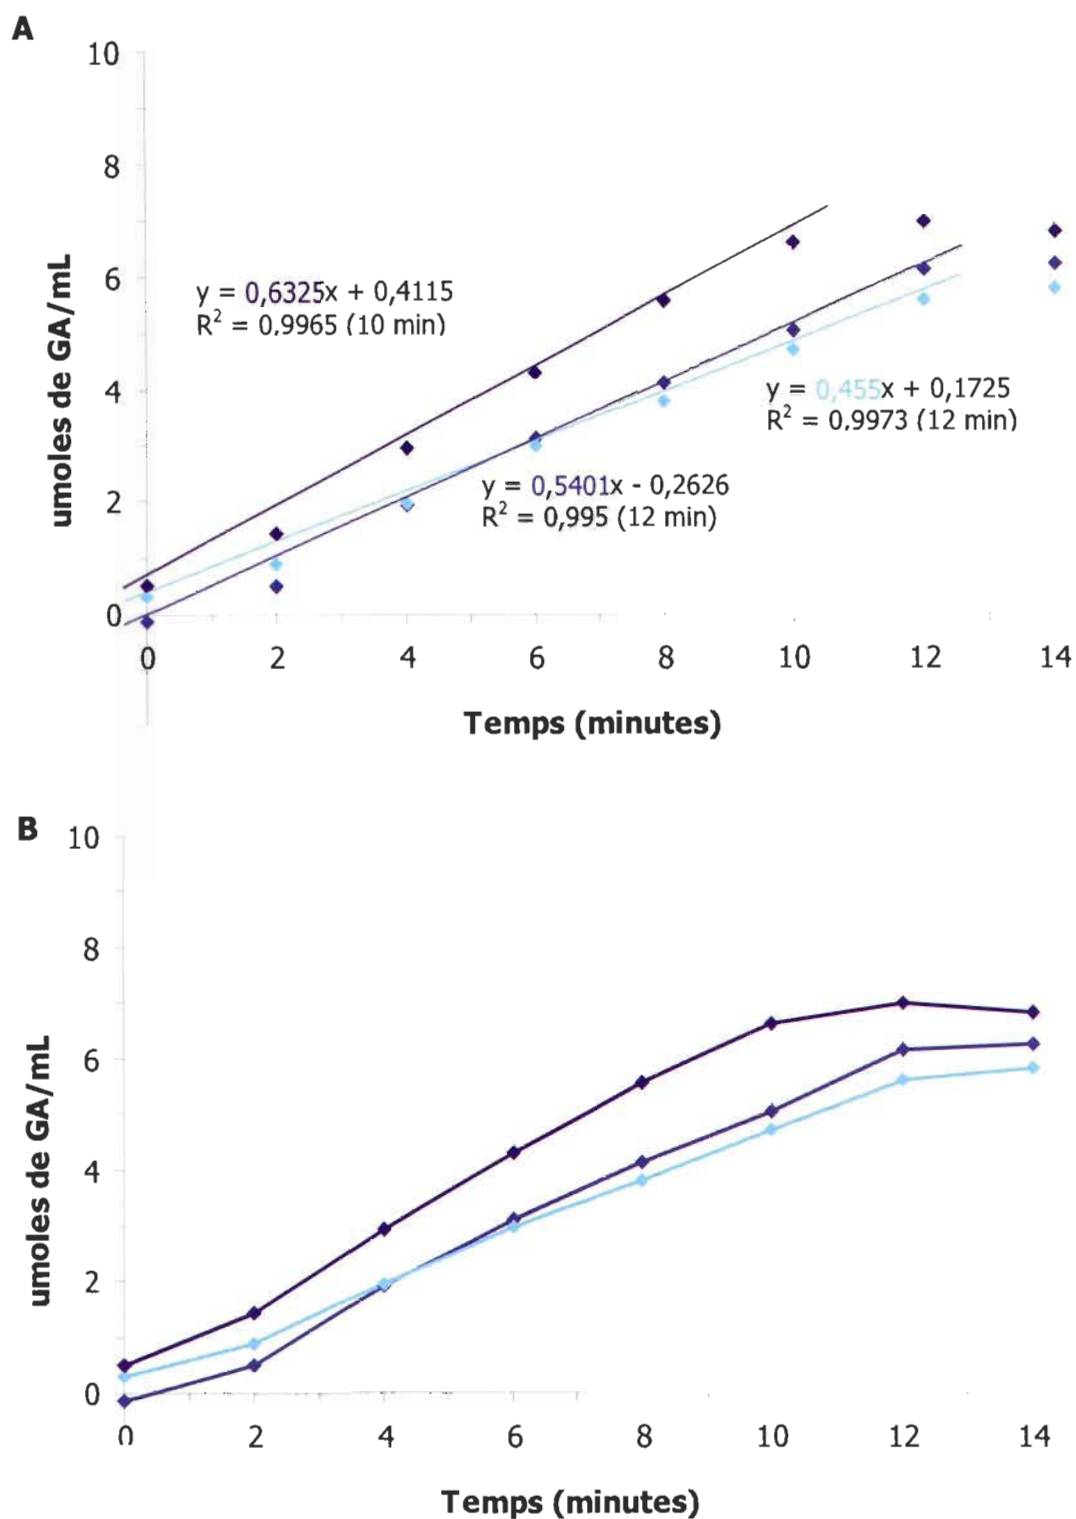 A
10
8
6
4
2
0
umoles de GA/mL
y = 0,6325x + 0,4115
R² = 0,9965 (10 min)
y = 0,455x + 0,1725
R² = 0,9973 (12 min)
y = 0,5401x - 0,2626
R² = 0,995 (12 min)
0 2 4 6 8 10 12 14
Temps (minutes)
B
10
8
6
4
2
0
umoles de GA/mL
0 2 4 6 8 10 12 14
Temps (minutes)